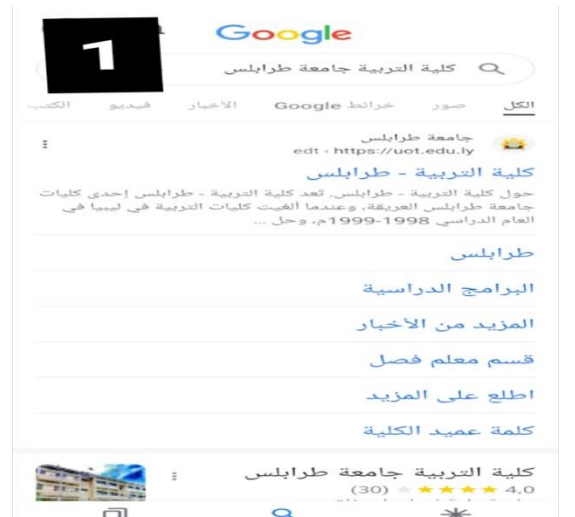 1
Google
كلية التربية جامعة طرابلس
الكل صور خرائط Google الأخبار فيديو الكتب
جامعة طرابلس
https://uot.edu.ly › edt
كلية التربية - طرابلس
حول كلية التربية - طرابلس. تعد كلية التربية - طرابلس إحدى كليات
جامعة طرابلس العريقة، وعندما ألغيت كليات التربية في ليبيا في
العام الدراسي 1998-1999م، وحل ...
طرابلس
البرامج الدراسية
المزيد من الأخبار
قسم معلم فصل
اطلع على المزيد
كلمة عميد الكلية
كلية التربية جامعة طرابلس
4,0 (30)